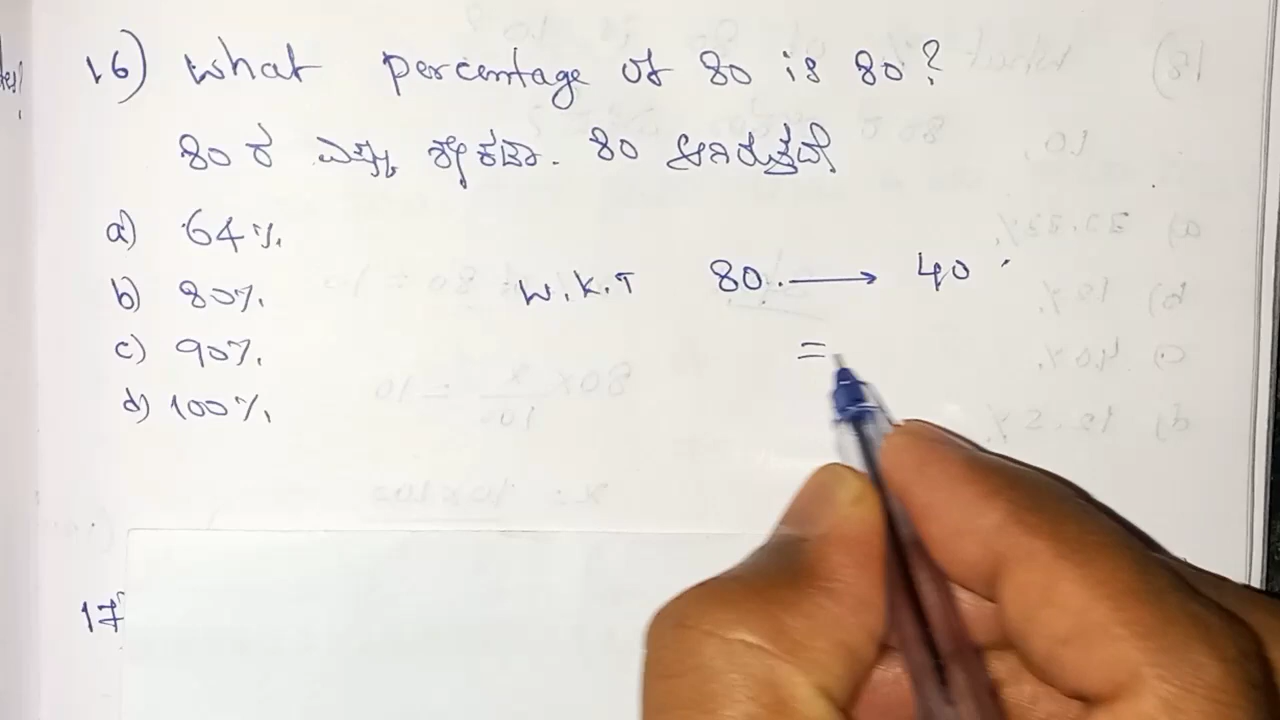 16) What percentage of 80 is 80?
80 ರ ಎಷ್ಟು ಶೇಕಡಾ. 80 ಆಗಿರುತ್ತದೆ
a) 64%.
b) 80%.
c) 90%.
d) 100%.
W.K.T 80. → 40
=
17